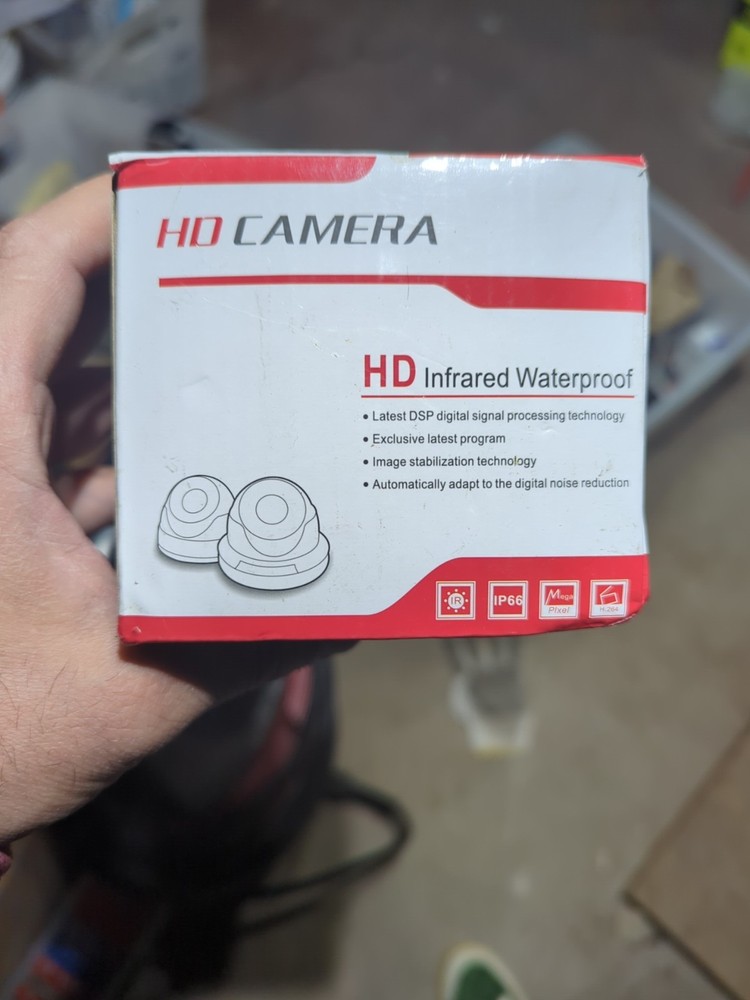 HD CAMERA
HD Infrared Waterproof
• Latest DSP digital signal processing technology
• Exclusive latest program
• Image stabilization technology
• Automatically adapt to the digital noise reduction
IR IP66 Mega Pixel H.264